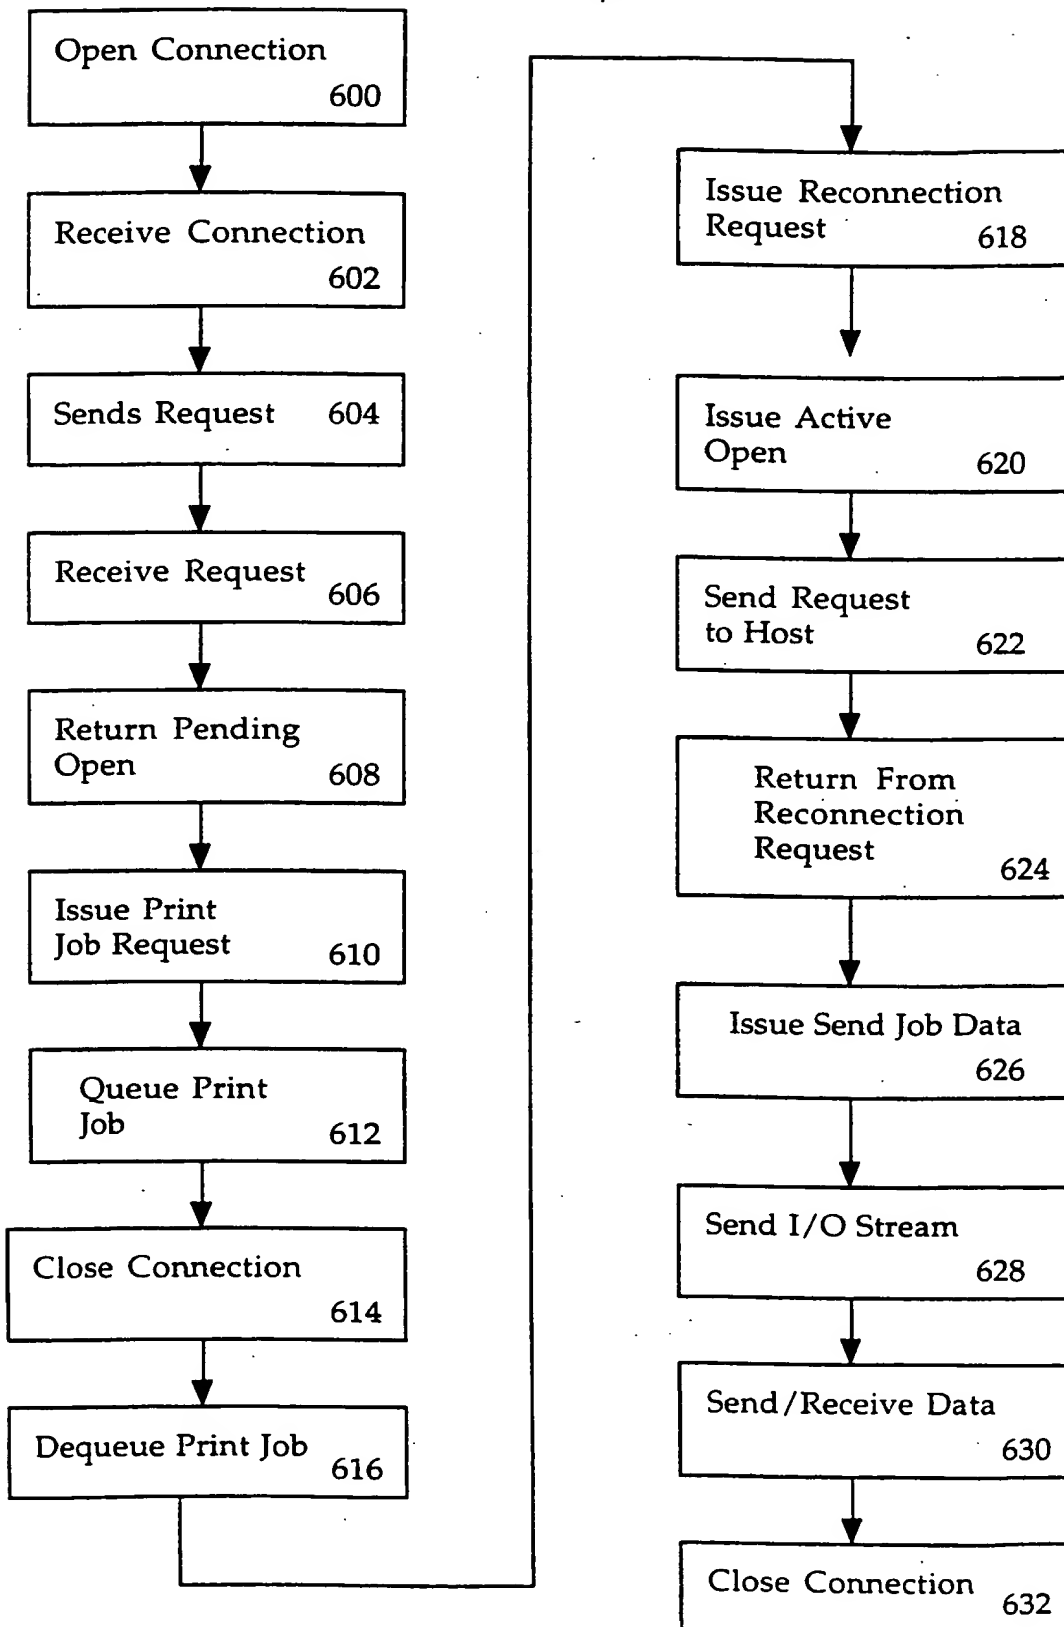 Open Connection
600
Receive Connection
602
Sends Request 604
Receive Request
606
Return Pending
Open 608
Issue Print
Job Request 610
Queue Print
Job 612
Close Connection
614
Dequeue Print Job 616
Issue Reconnection
Request 618
Issue Active
Open 620
Send Request
to Host 622
Return From
Reconnection
Request 624
Issue Send Job Data
626
Send I/O Stream
628
Send/Receive Data
630
Close Connection 632